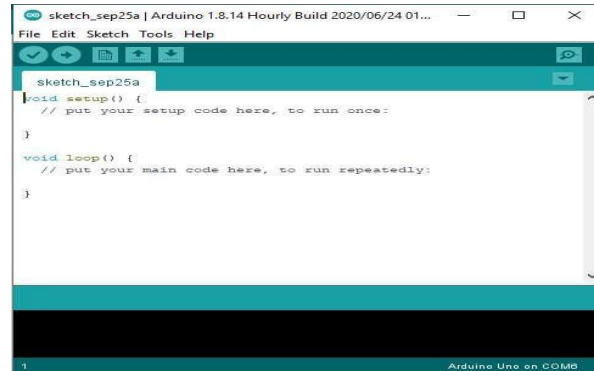 sketch_sep25a | Arduino 1.8.14 Hourly Build 2020/06/24 01...
File Edit Sketch Tools Help
sketch_sep25a
void setup() {
// put your setup code here, to run once:
}
void loop() {
// put your main code here, to run repeatedly:
}
1
Arduino Uno on COM6